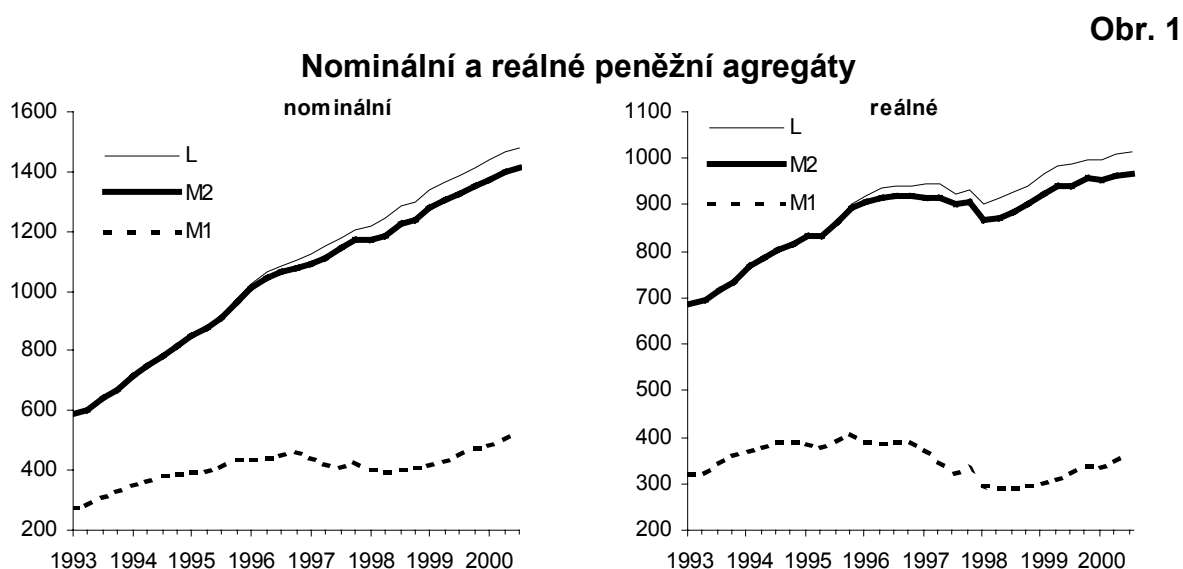 Obr. 1
Nominální a reálné peněžní agregáty
nominální
1600
1400
1200
1000
800
600
400
200
L
M2
M1
1993 1994 1995 1996 1997 1998 1999 2000
reálné
1100
1000
900
800
700
600
500
400
300
200
L
M2
M1
1993 1994 1995 1996 1997 1998 1999 2000